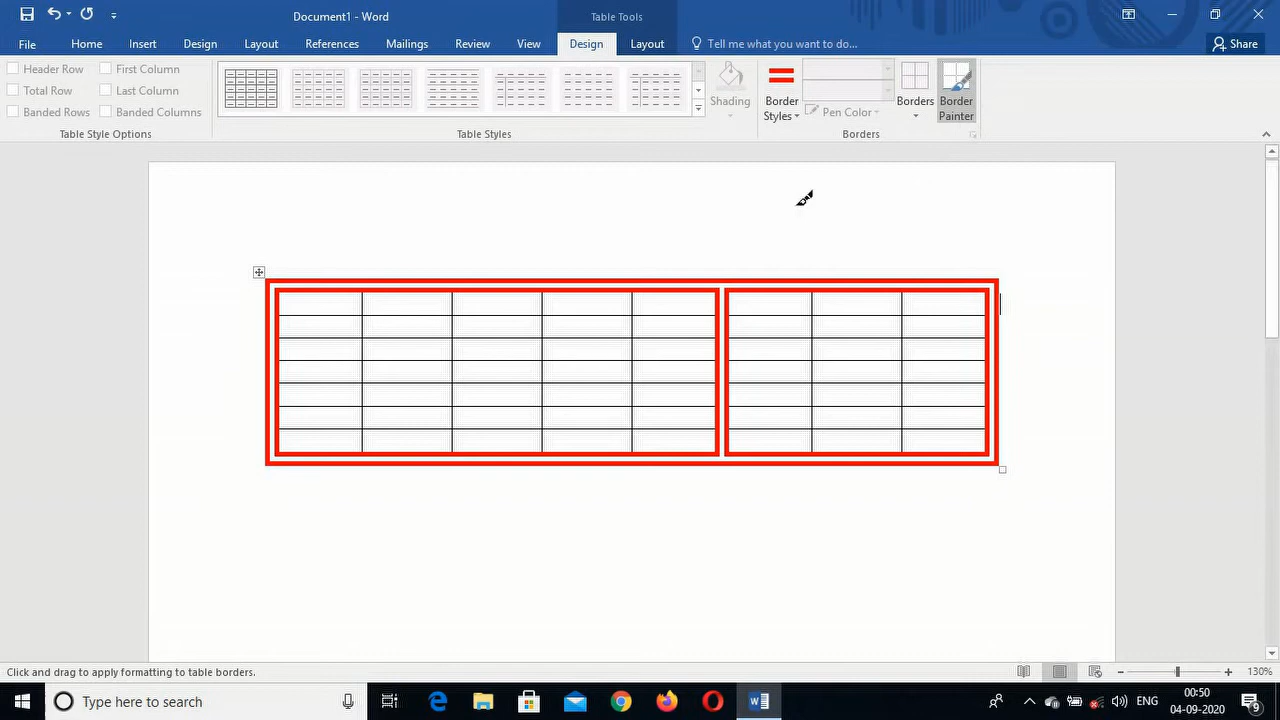 Document1 - Word
Table Tools
File
Home
Insert
Design
Layout
References
Mailings
Review
View
Design
Layout
Tell me what you want to do...
Share
Header Row
First Column
Total Row
Last Column
Banded Rows
Banded Columns
Table Style Options
Table Styles
Shading
Border
Styles
Pen Color
Borders
Border
Painter
Borders
Click and drag to apply formatting to table borders.
130%
Type here to search
ENG
00:50
04-09-2020
9